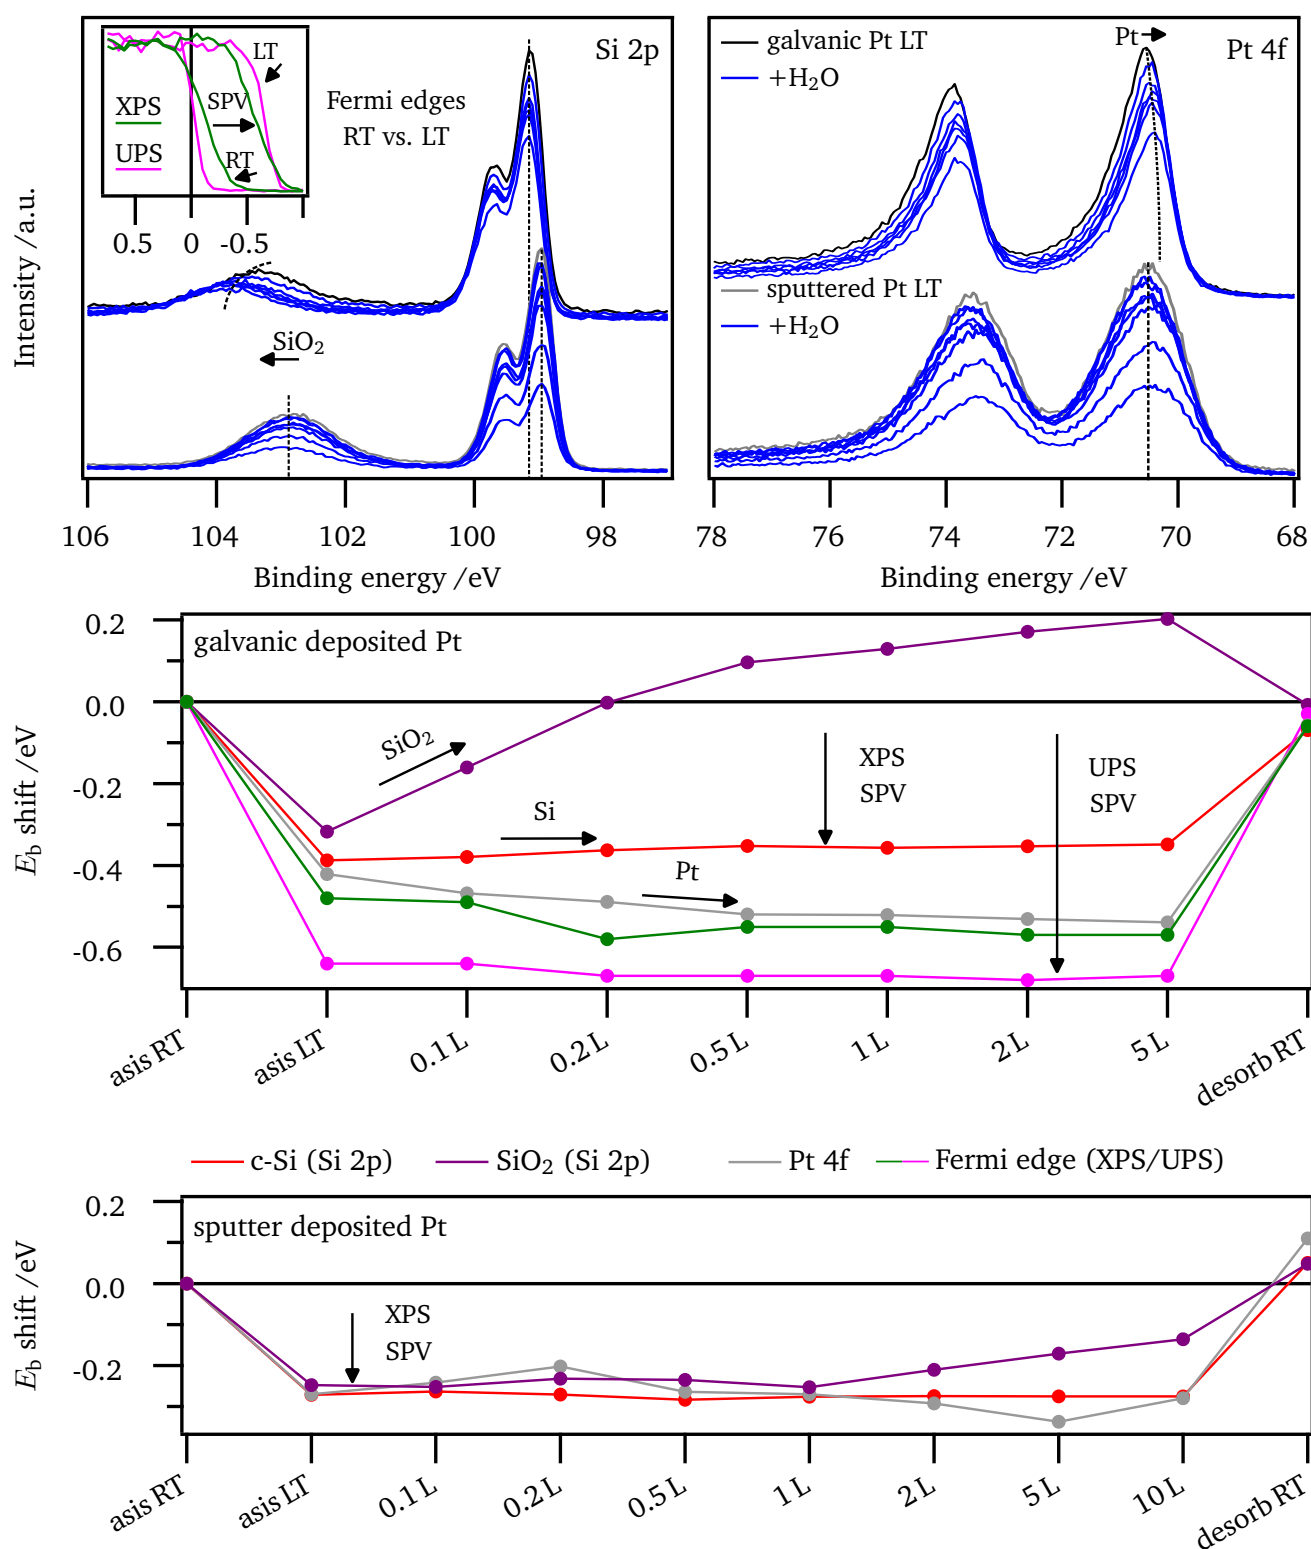 Intensity /a.u.
Si 2p
LT
XPS
SPV
UPS
RT
0.5 0 -0.5
Fermi edges
RT vs. LT
SiO₂
106 104 102 100 98
Binding energy /eV
galvanic Pt LT
+H₂O
Pt
Pt 4f
sputtered Pt LT
+H₂O
78 76 74 72 70 68
Binding energy /eV
E_b shift /eV
0.2
0.0
-0.2
-0.4
-0.6
galvanic deposited Pt
SiO₂
Si
Pt
XPS
SPV
UPS
SPV
asis RT asis LT 0.1 L 0.2 L 0.5 L 1 L 2 L 5 L desorb RT
c-Si (Si 2p) SiO₂ (Si 2p) Pt 4f Fermi edge (XPS/UPS)
E_b shift /eV
0.2
0.0
-0.2
sputter deposited Pt
XPS
SPV
asis RT asis LT 0.1 L 0.2 L 0.5 L 1 L 2 L 5 L 10 L desorb RT